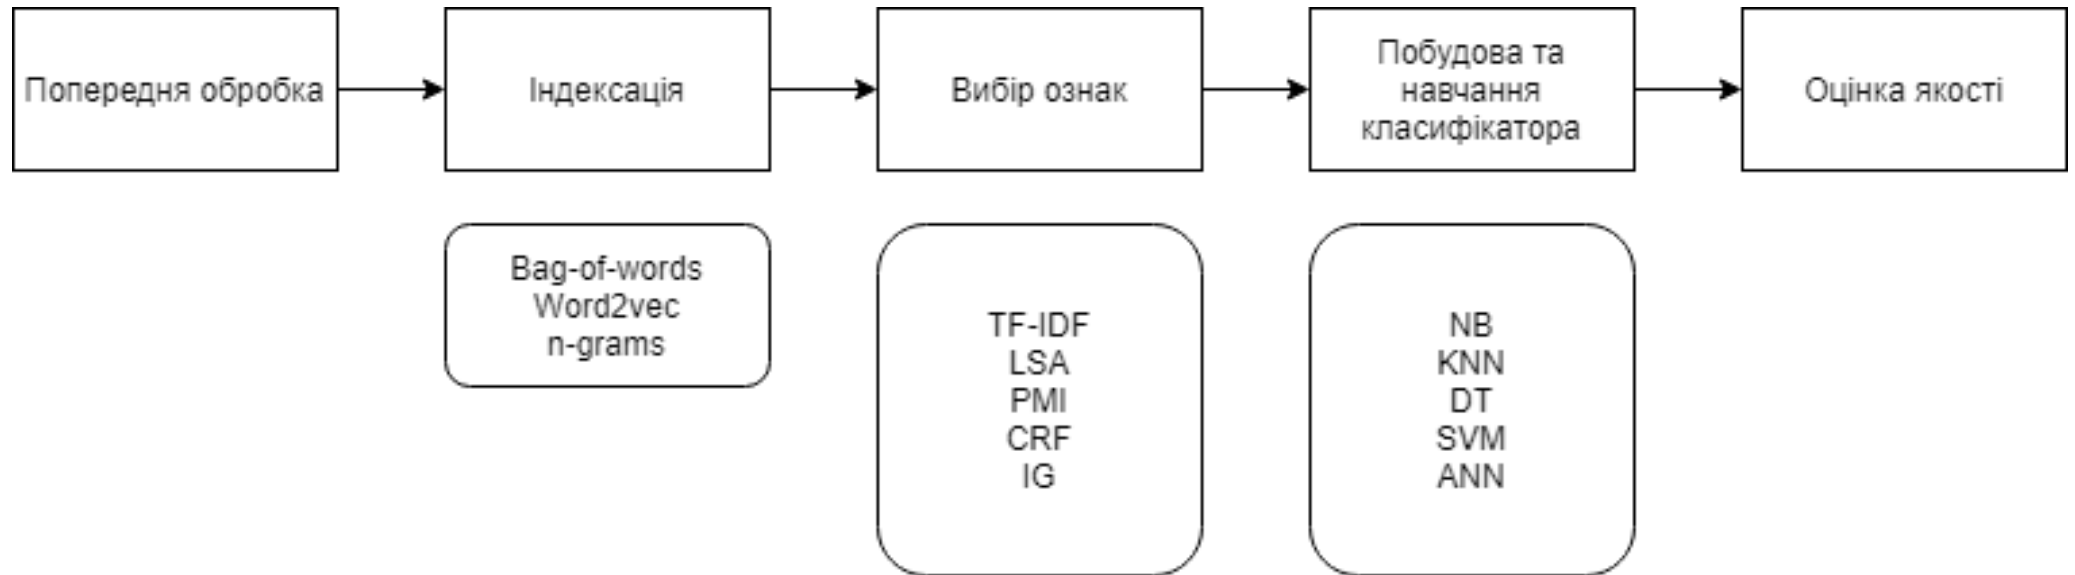 Попередня обробка
Індексація
Вибір ознак
Побудова та
навчання
класифікатора
Оцінка якості
Bag-of-words
Word2vec
n-grams
TF-IDF
LSA
PMI
CRF
IG
NB
KNN
DT
SVM
ANN